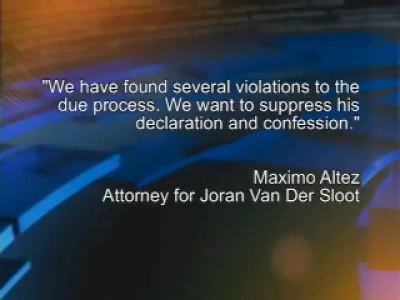 "We have found several violations to the
due process. We want to suppress his
declaration and confession."
Maximo Altez
Attorney for Joran Van Der Sloot